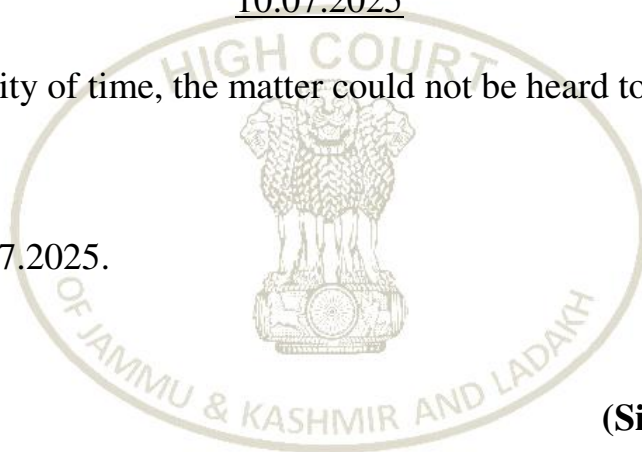 10.07.2025
HIGH COURT
ity of time, the matter could not be heard to
7.2025.
OF JAMMU & KASHMIR AND LADAKH
(Si